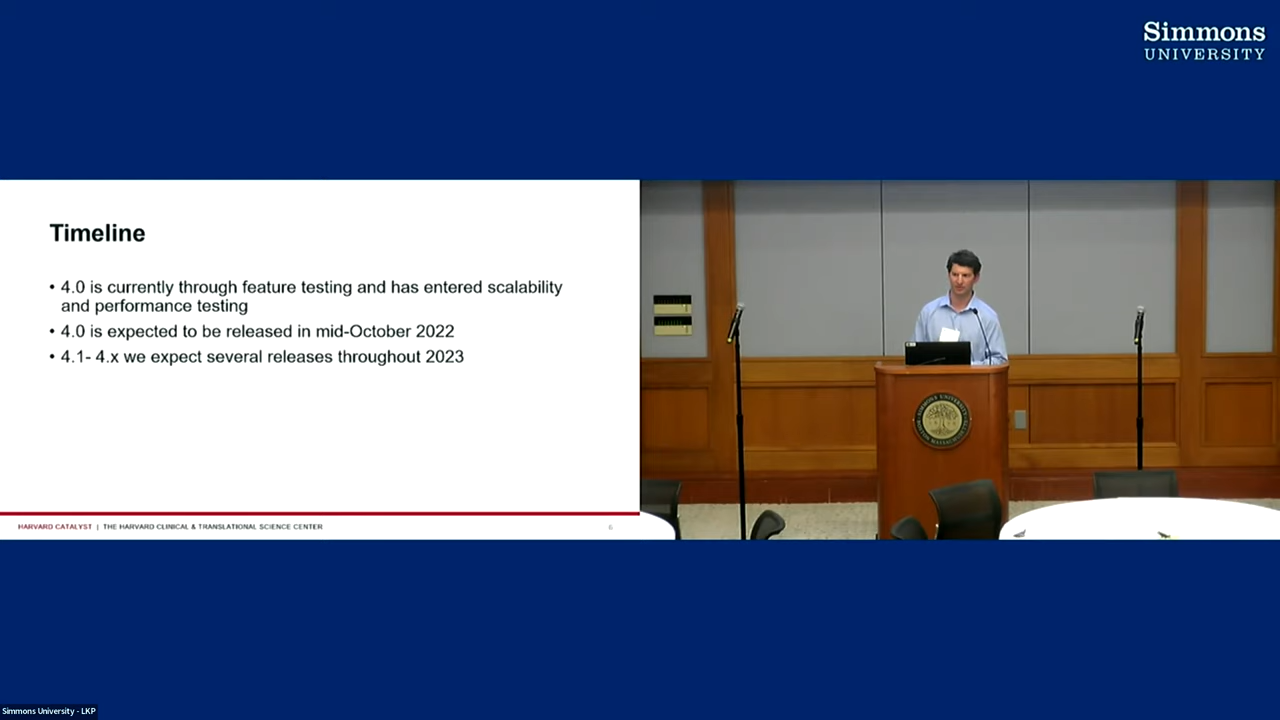 Simmons
UNIVERSITY
Timeline
• 4.0 is currently through feature testing and has entered scalability
and performance testing
• 4.0 is expected to be released in mid-October 2022
• 4.1- 4.x we expect several releases throughout 2023
HARVARD CATALYST | THE HARVARD CLINICAL & TRANSLATIONAL SCIENCE CENTER
6
Simmons University - LKP